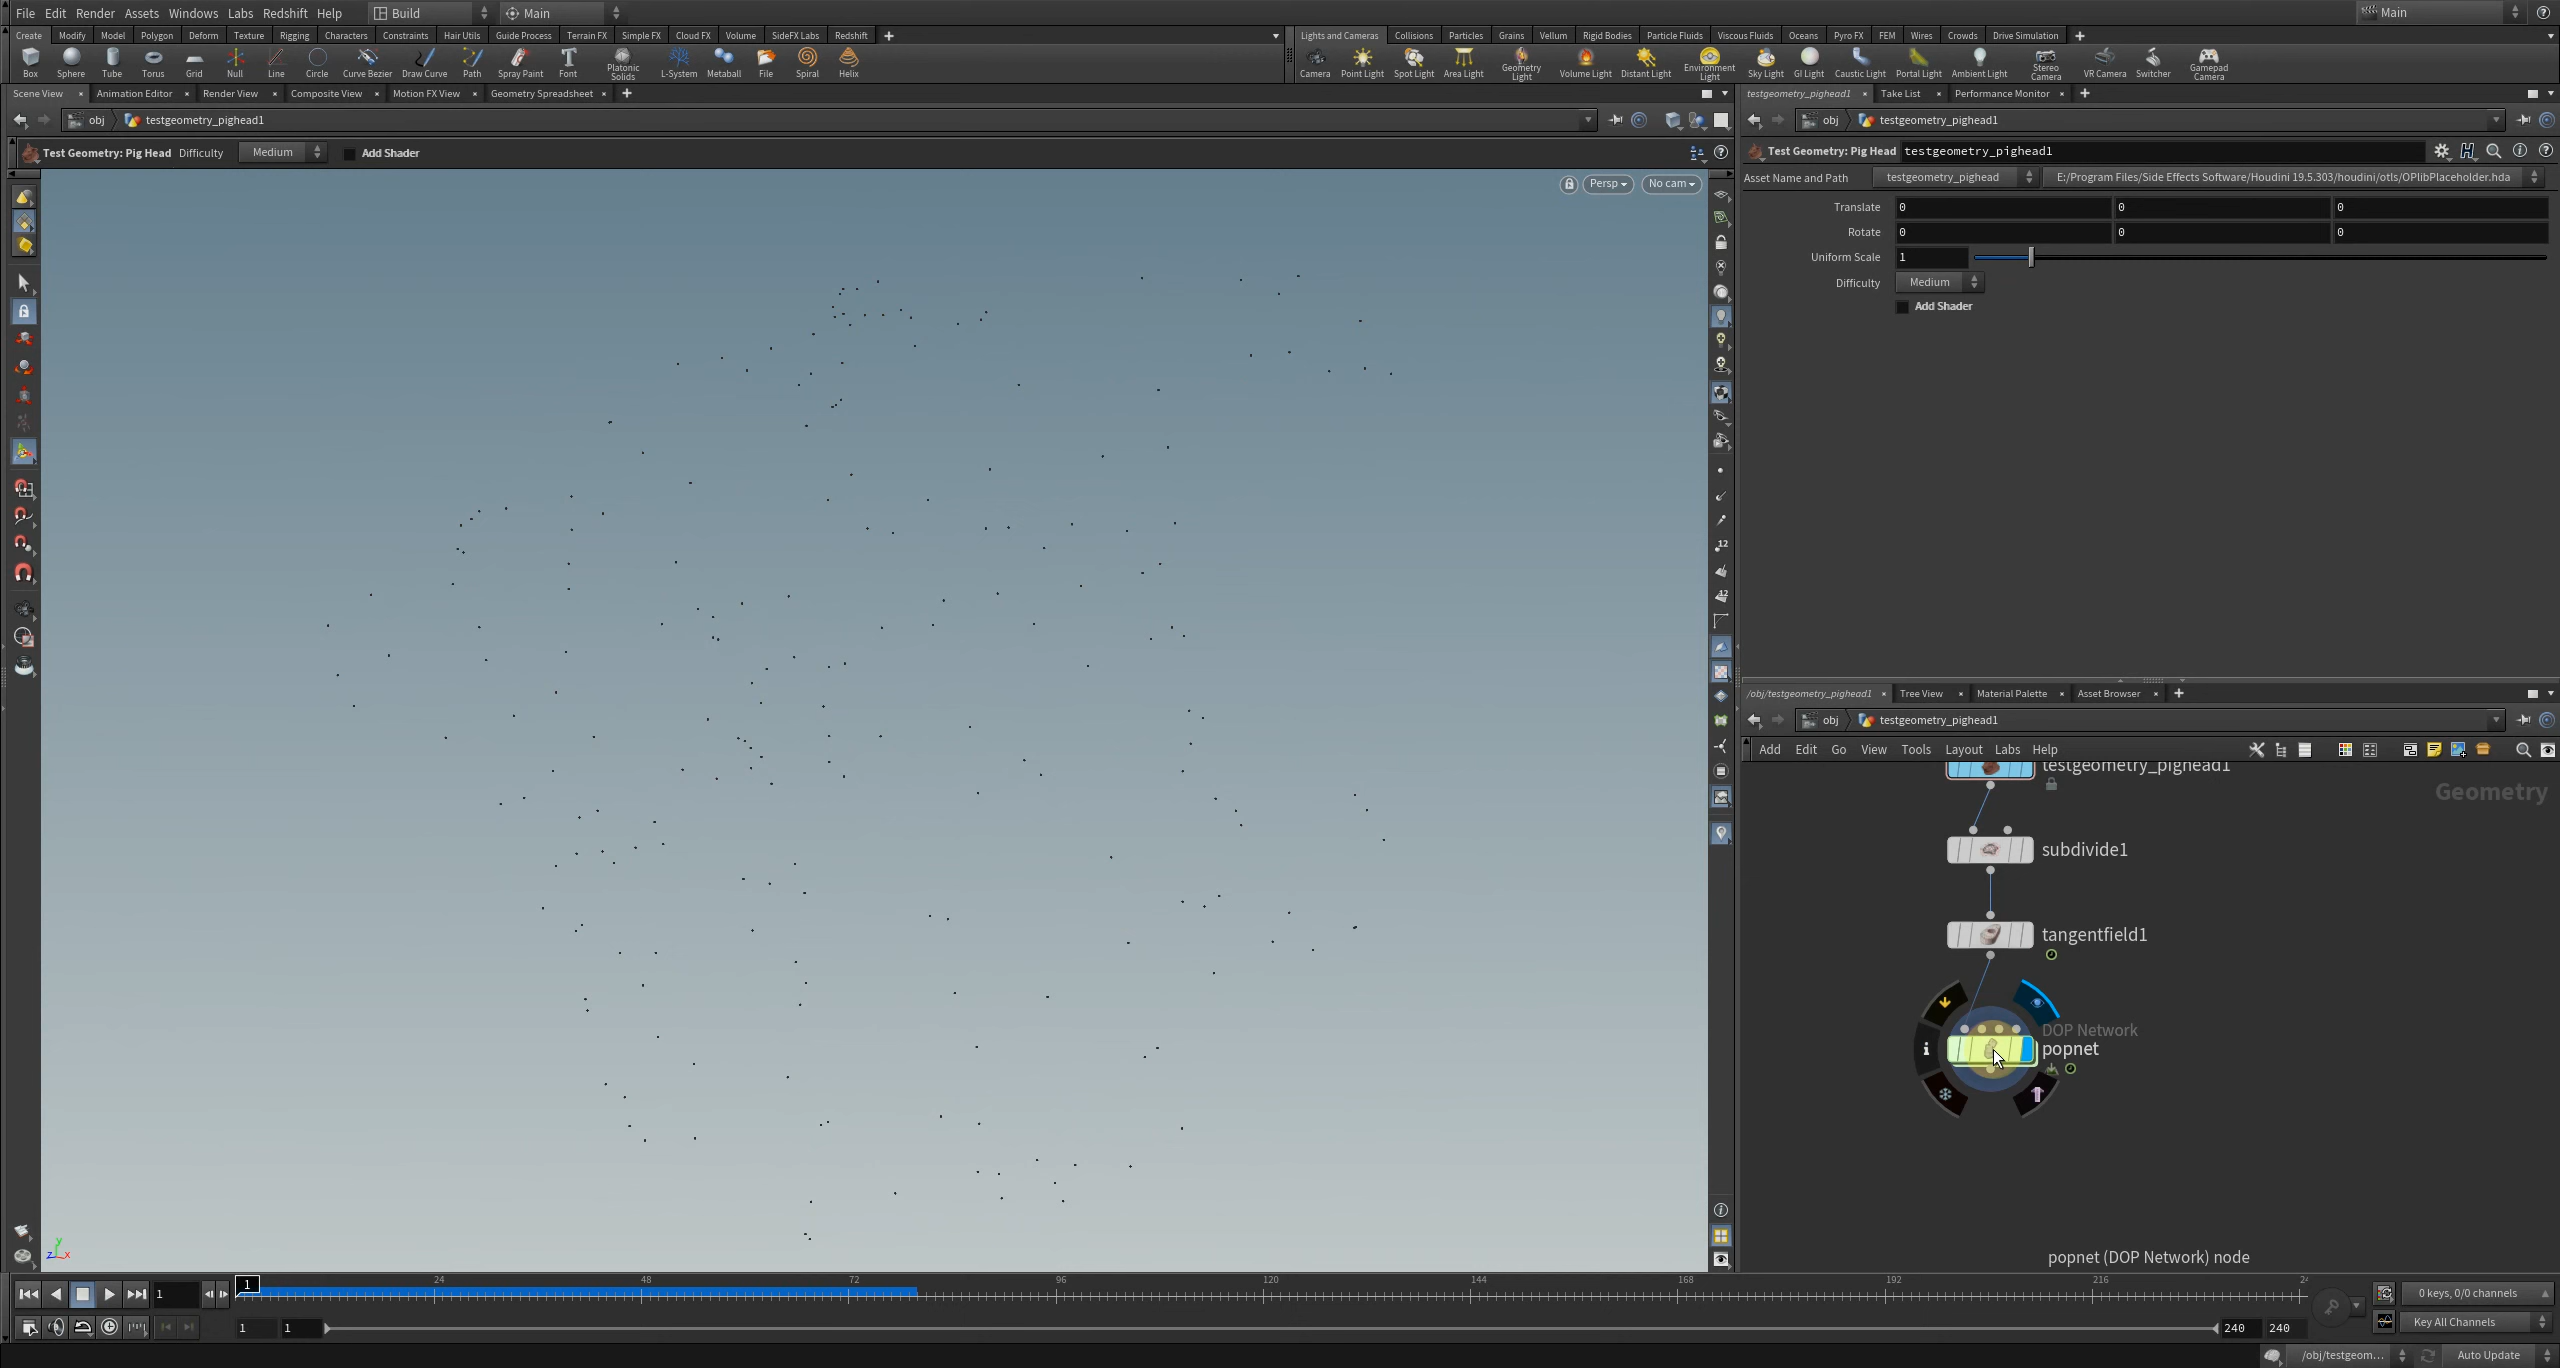 File Edit Render Assets Windows Labs Redshift Help Build Main Main
Create Modify Model Polygon Deform Texture Rigging Characters Constraints Hair Utils Guide Process Terrain FX Simple FX Cloud FX Volume SideFX Labs Redshift
Lights and Cameras Collisions Particles Grains Vellum Rigid Bodies Particle Fluids Viscous Fluids Oceans Pyro FX FEM Wires Crowds Drive Simulation
Box Sphere Tube Torus Grid Null Line Circle Curve Bezier Draw Curve Path Spray Paint Font Platonic Solids L-System Metaball File Spiral Helix
Camera Point Light Spot Light Area Light Geometry Light Volume Light Distant Light Environment Light Sky Light GI Light Caustic Light Portal Light Ambient Light Stereo Camera VR Camera Switcher Gamepad Camera
Scene View Animation Editor Render View Composite View Motion FX View Geometry Spreadsheet
obj testgeometry_pighead1
Test Geometry: Pig Head Difficulty Medium Add Shader
Persp No cam
12
12
y
z x
testgeometry_pighead1 Take List Performance Monitor
obj testgeometry_pighead1
Test Geometry: Pig Head testgeometry_pighead1
Asset Name and Path testgeometry_pighead E:/Program Files/Side Effects Software/Houdini 19.5.303/houdini/otls/OPlibPlaceholder.hda
Translate 0 0 0
Rotate 0 0 0
Uniform Scale 1
Difficulty Medium
Add Shader
/obj/testgeometry_pighead1 Tree View Material Palette Asset Browser
obj testgeometry_pighead1
Add Edit Go View Tools Layout Labs Help
testgeometry_pighead1
Geometry
subdivide1
tangentfield1
DOP Network
popnet
popnet (DOP Network) node
1 24 48 72 96 120 144 168 192 216 24
1
1 1 240 240
0 keys, 0/0 channels
Key All Channels
/obj/testgeom... Auto Update